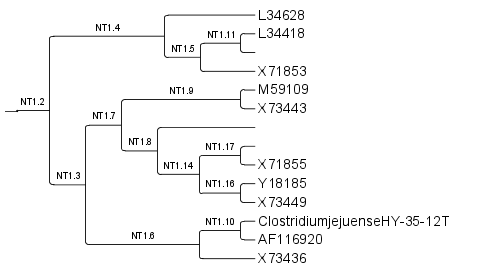 L34628
NT1.4
NT1.11 L34418
NT1.5
X71853
NT1.9 M59109
NT1.2
X73443
NT1.7
NT1.8
NT1.17
X71855
NT1.14
NT1.3
NT1.16 Y18185
X73449
NT1.10 ClostridiumjejuenseHY-35-12T
NT1.6
AF116920
X73436